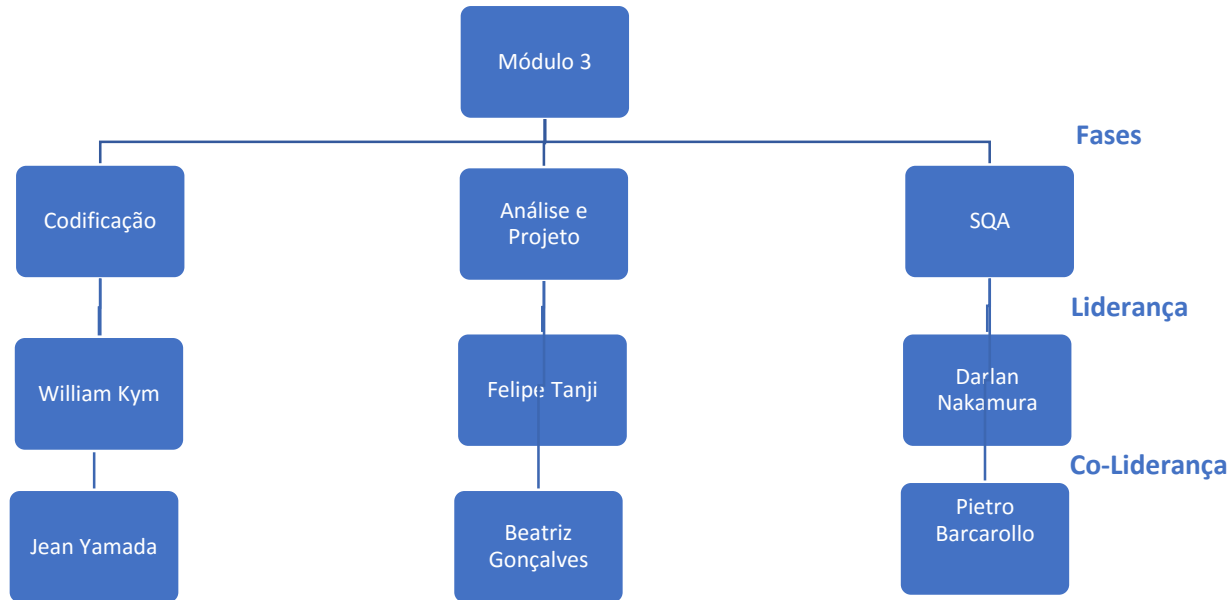 Módulo 3
Fases
Codificação
Análise e
Projeto
SQA
Liderança
William Kym
Felipe Tanji
Darlan
Nakamura
Co-Liderança
Jean Yamada
Beatriz
Gonçalves
Pietro
Barcarollo